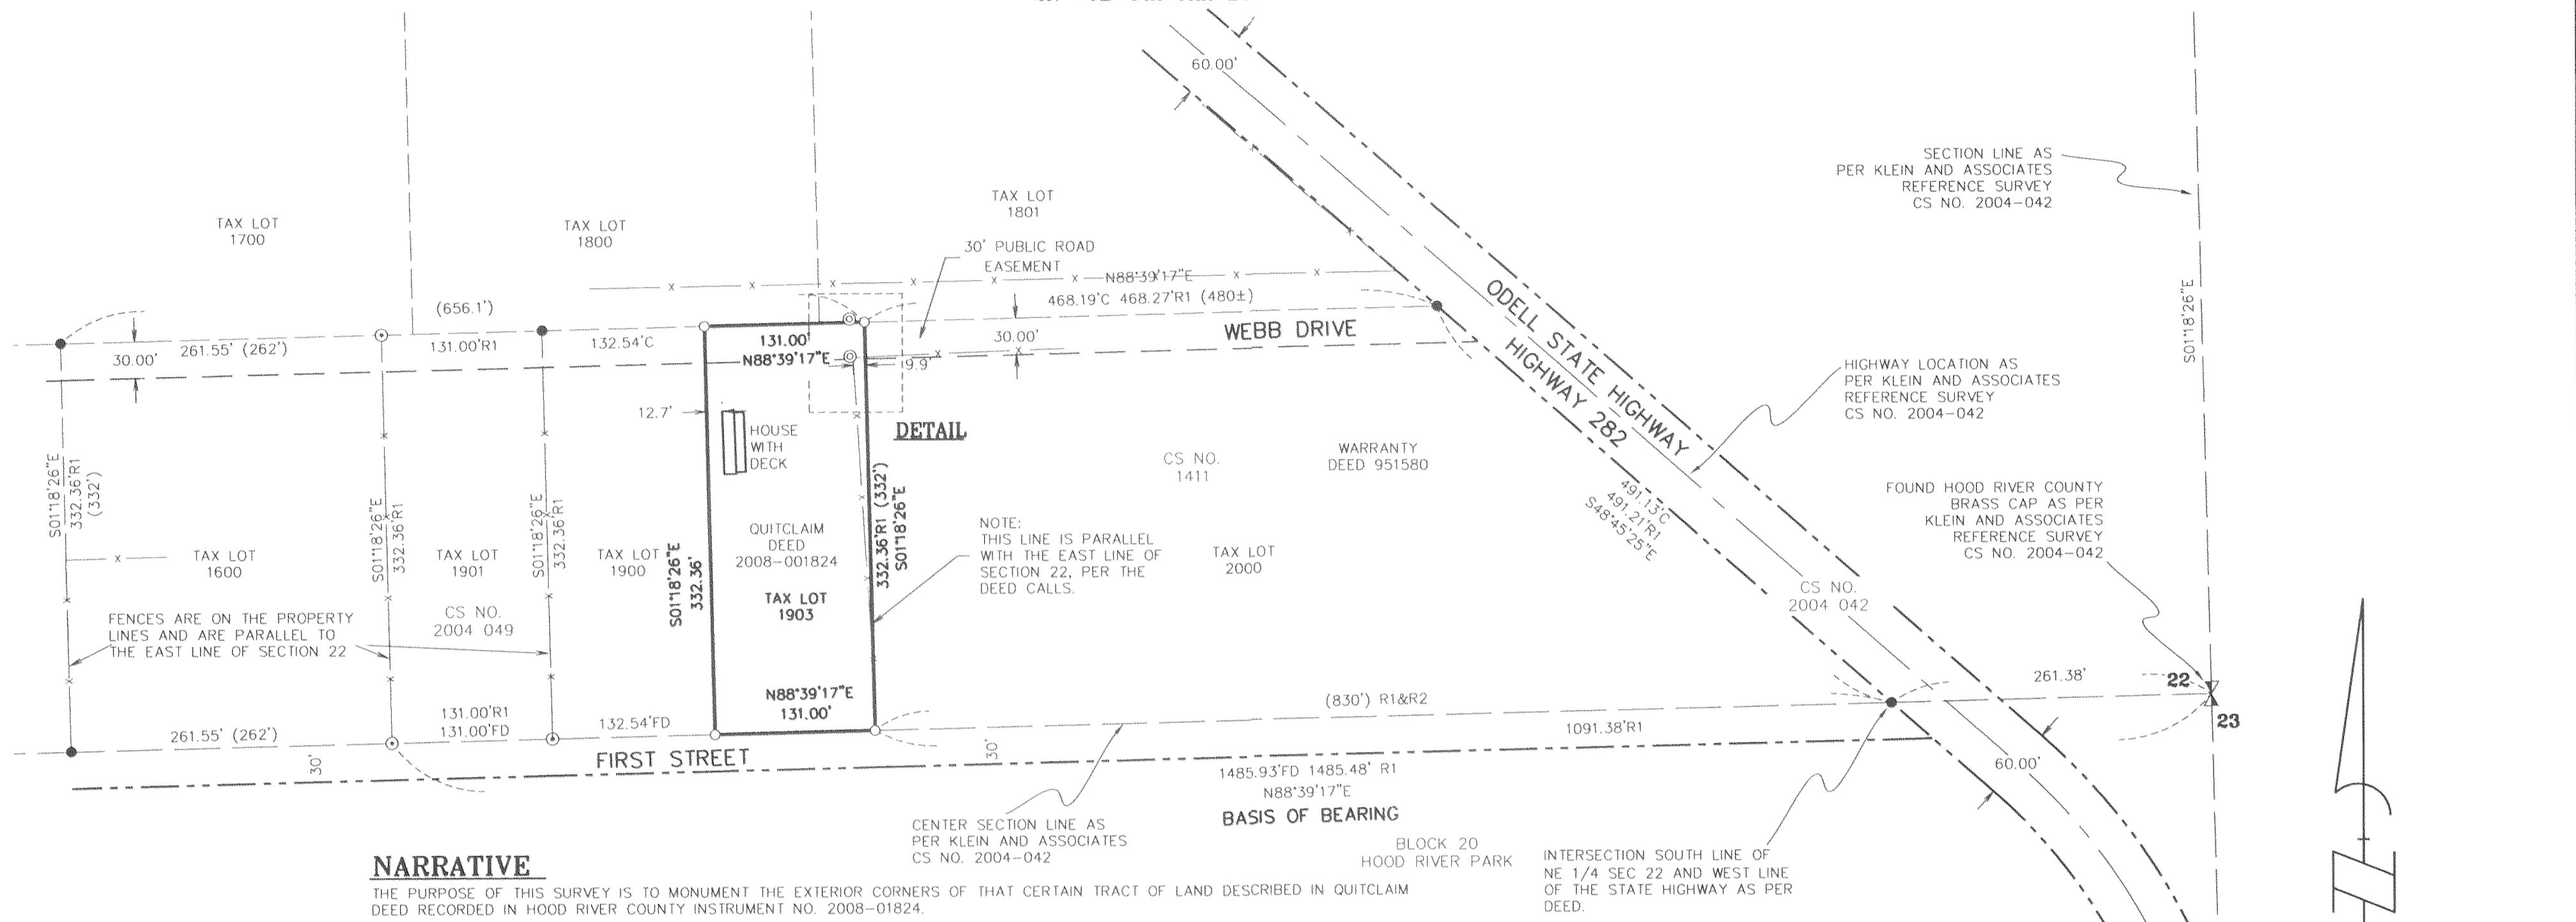 60.00'
SECTION LINE AS
PER KLEIN AND ASSOCIATES
REFERENCE SURVEY
CS NO. 2004-042
TAX LOT
1700
TAX LOT
1800
TAX LOT
1801
30' PUBLIC ROAD
EASEMENT
N88°39'17"E
468.19'C 468.27'R1 (480±)
S01°18'26"E
(656.1')
30.00'
261.55' (262')
131.00'R1
132.54'C
131.00'
N88°39'17"E
9.9'
30.00'
WEBB DRIVE
ODELL STATE HIGHWAY
HIGHWAY 282
HIGHWAY LOCATION AS
PER KLEIN AND ASSOCIATES
REFERENCE SURVEY
CS NO. 2004-042
12.7'
HOUSE
WITH
DECK
DETAIL
CS NO.
1411
WARRANTY
DEED 951580
491.13'C
491.21'R1
S48°45'25"E
FOUND HOOD RIVER COUNTY
BRASS CAP AS PER
KLEIN AND ASSOCIATES
REFERENCE SURVEY
CS NO. 2004-042
S01°18'26"E
332.36'R1
(332')
S01°18'26"E
332.36'R1
S01°18'26"E
332.36'R1
S01°18'26"E
332.36'
332.36'R1 (332')
S01°18'26"E
TAX LOT
1600
TAX LOT
1901
TAX LOT
1900
QUITCLAIM
DEED
2008-001824
TAX LOT
1903
NOTE:
THIS LINE IS PARALLEL
WITH THE EAST LINE OF
SECTION 22, PER THE
DEED CALLS.
TAX LOT
2000
CS NO.
2004 042
FENCES ARE ON THE PROPERTY
LINES AND ARE PARALLEL TO
THE EAST LINE OF SECTION 22
CS NO.
2004 049
261.55' (262')
131.00'R1
131.00'FD
132.54'FD
N88°39'17"E
131.00'
(830') R1&R2
1091.38'R1
261.38'
22
23
30'
FIRST STREET
30'
1485.93'FD 1485.48' R1
N88°39'17"E
BASIS OF BEARING
60.00'
CENTER SECTION LINE AS
PER KLEIN AND ASSOCIATES
CS NO. 2004-042
BLOCK 20
HOOD RIVER PARK
INTERSECTION SOUTH LINE OF
NE 1/4 SEC 22 AND WEST LINE
OF THE STATE HIGHWAY AS PER
DEED.
NARRATIVE
THE PURPOSE OF THIS SURVEY IS TO MONUMENT THE EXTERIOR CORNERS OF THAT CERTAIN TRACT OF LAND DESCRIBED IN QUITCLAIM
DEED RECORDED IN HOOD RIVER COUNTY INSTRUMENT NO. 2008-01824.